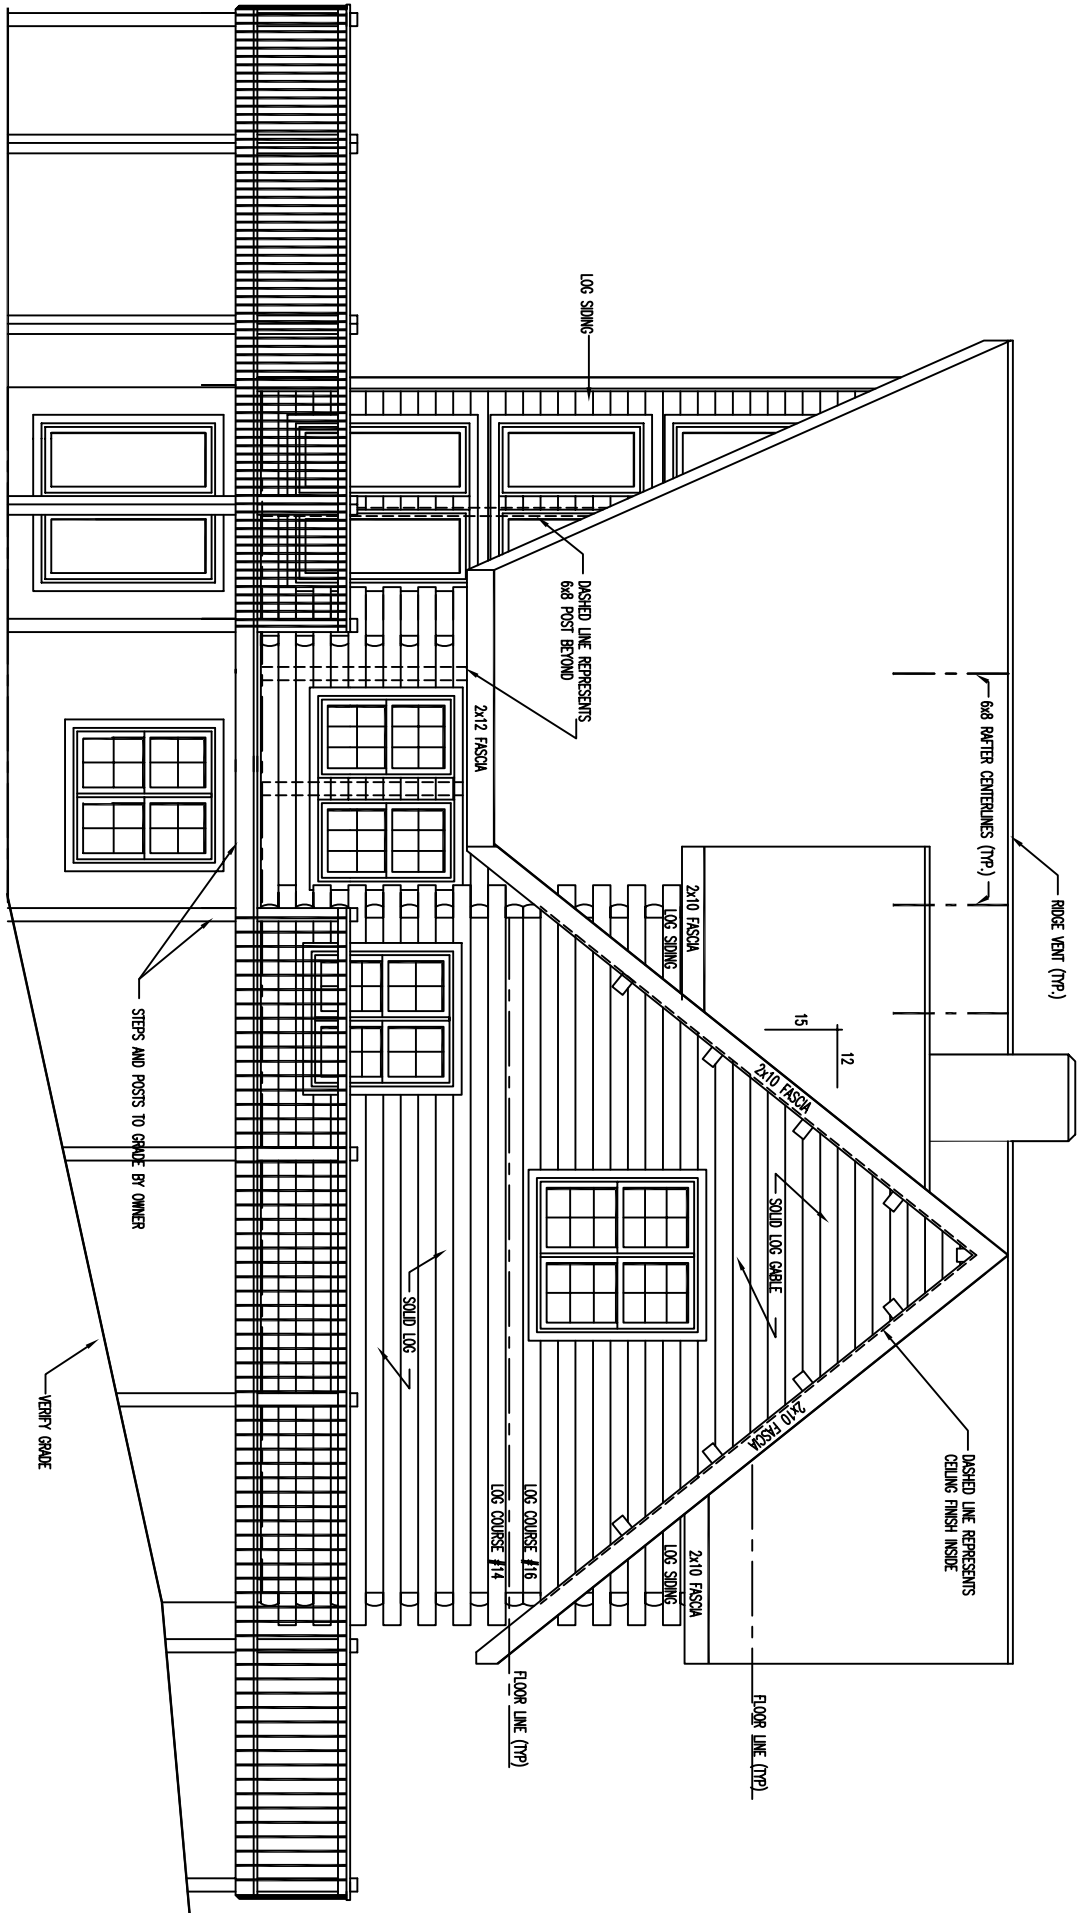 RIDGE VENT (TYP.)
6x8 RAFTER CENTERLINES (TYP.)
DASHED LINE REPRESENTS
CEILING FINISH INSIDE
12
15
2x10 FASCIA
2x10 FASCIA
SOLID LOG GABLE
2x10 FASCIA
LOG SIDING
2x10 FASCIA
LOG SIDING
FLOOR LINE (TYP)
LOG SIDING
DASHED LINE REPRESENTS
6x8 POST BEYOND
2x12 FASCIA
LOG COURSE #16
LOG COURSE #14
FLOOR LINE (TYP)
SOLID LOG
STEPS AND POSTS TO GRADE BY OWNER
VERIFY GRADE